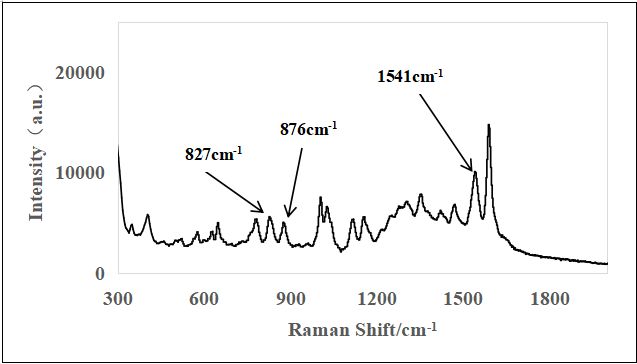 Intensity（a.u.）
20000
10000
0
827cm-1
876cm-1
1541cm-1
300 600 900 1200 1500 1800
Raman Shift/cm-1